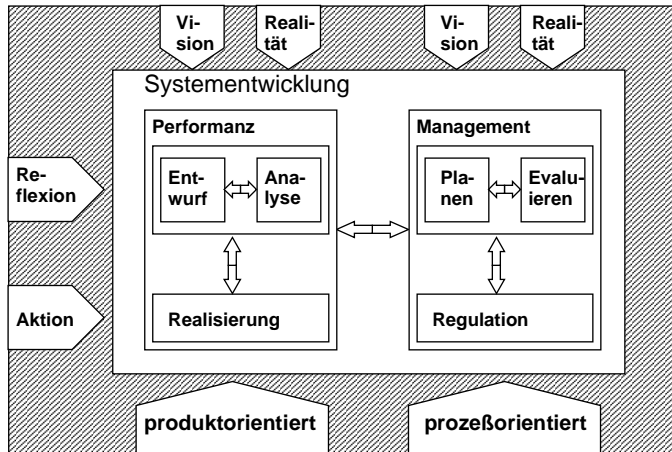 Vi-
sion
Reali-
tät
Vi-
sion
Reali-
tät
Systementwicklung
Performanz
Management
Re-
flexion
Ent-
wurf
Ana-
lyse
Pla-
nen
Evalu-
ieren
Aktion
Realisierung
Regulation
produktorientiert
prozeßorientiert